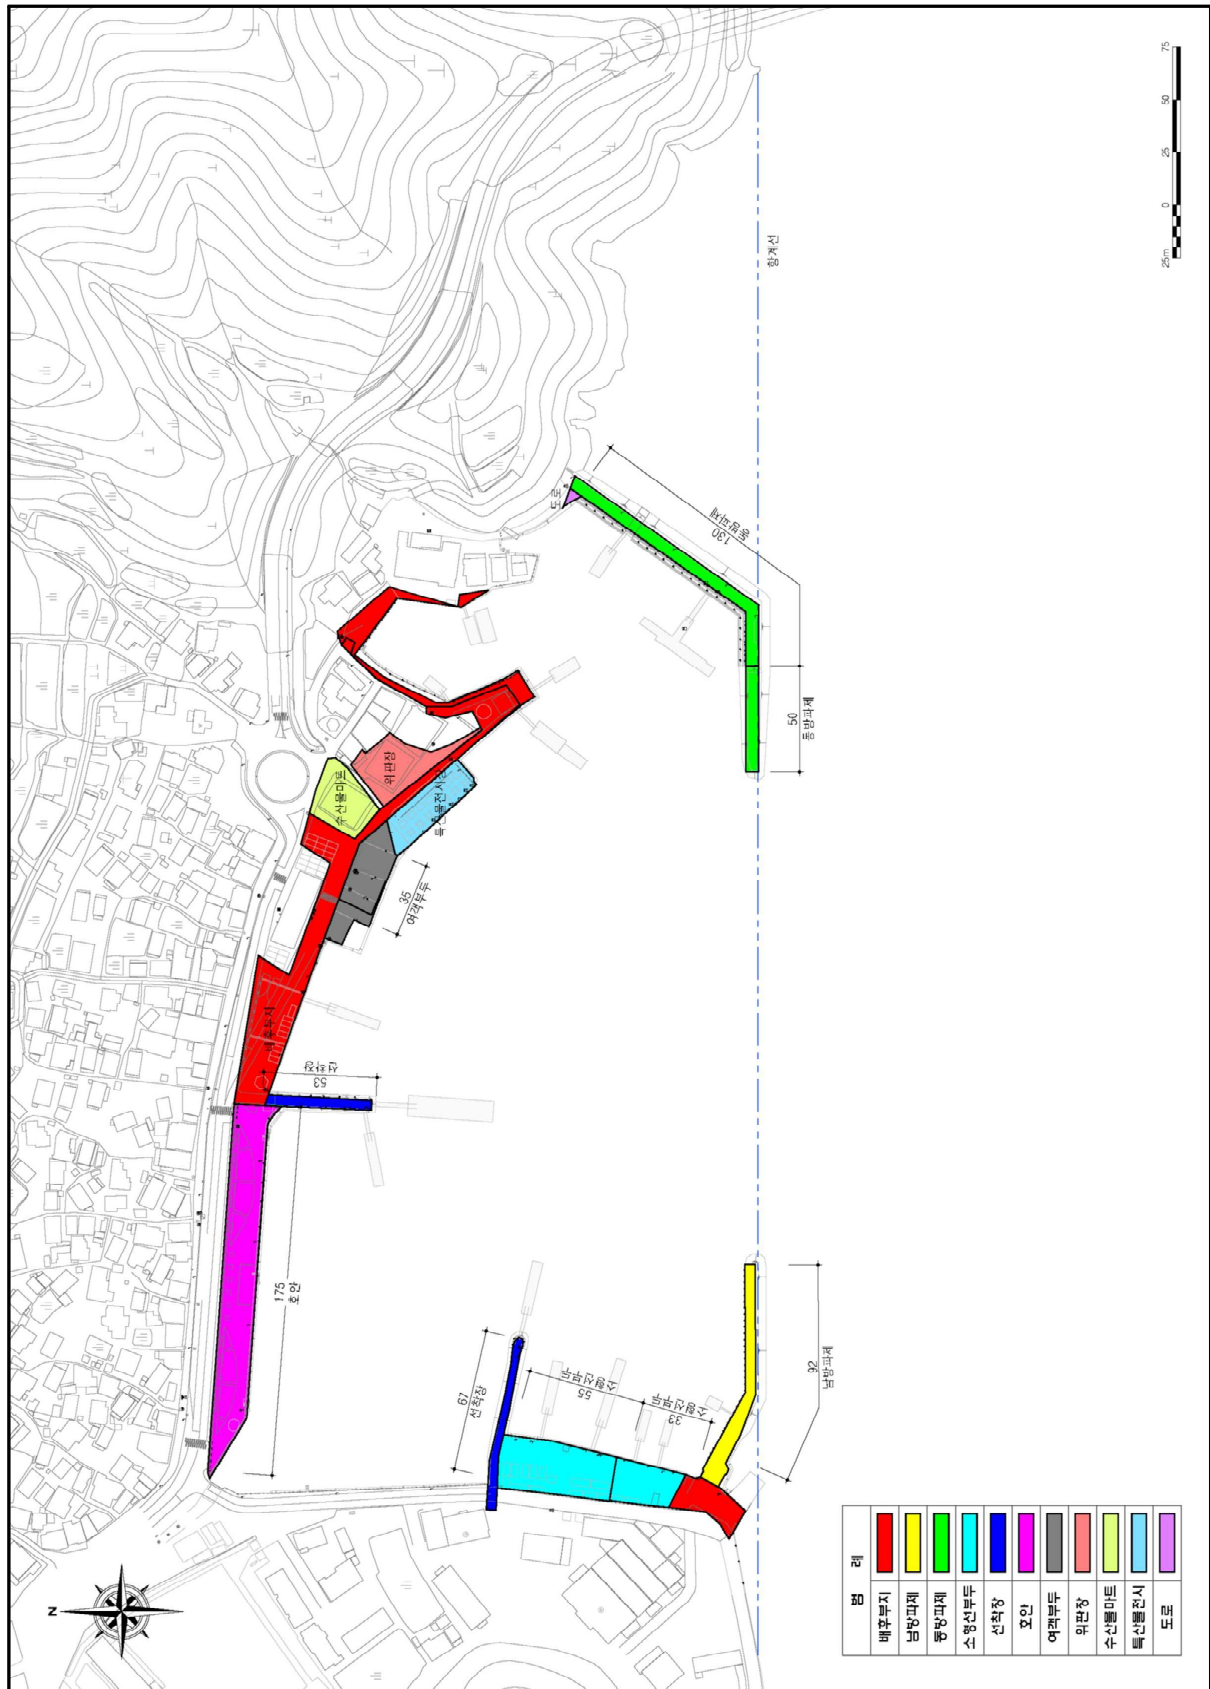 N
범 례
배후부지
남방파제
동방파제
소형선부두
선착장
호안
여객부두
위판장
수산물마트
특산물전시
도로
25m 0 25 50 75
항계선
도로
130
동방파제
50
동방파제
수산물마트
위판장
특산물전시장
35
여객부두
배후부지
53
선착장
175
호안
67
선착장
55
소형선부두
33
소형선부두
92
남방파제